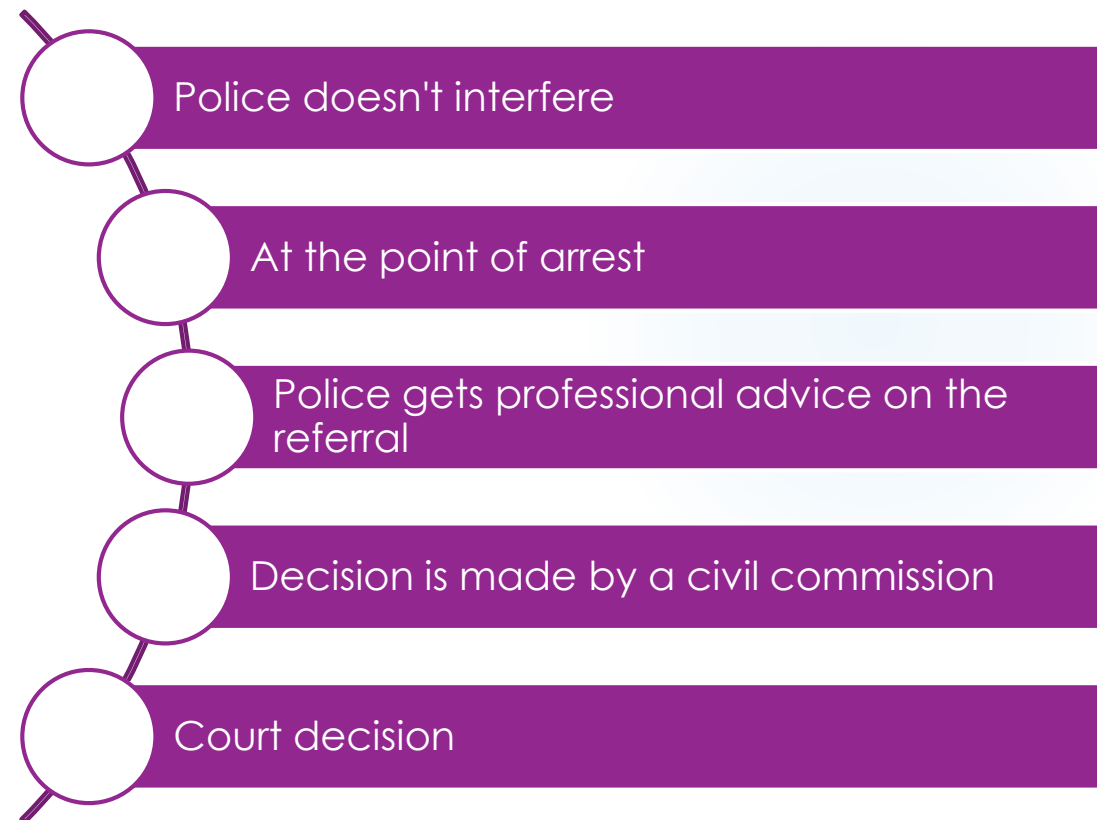 Police doesn't interfere
At the point of arrest
Police gets professional advice on the
referral
Decision is made by a civil commission
Court decision